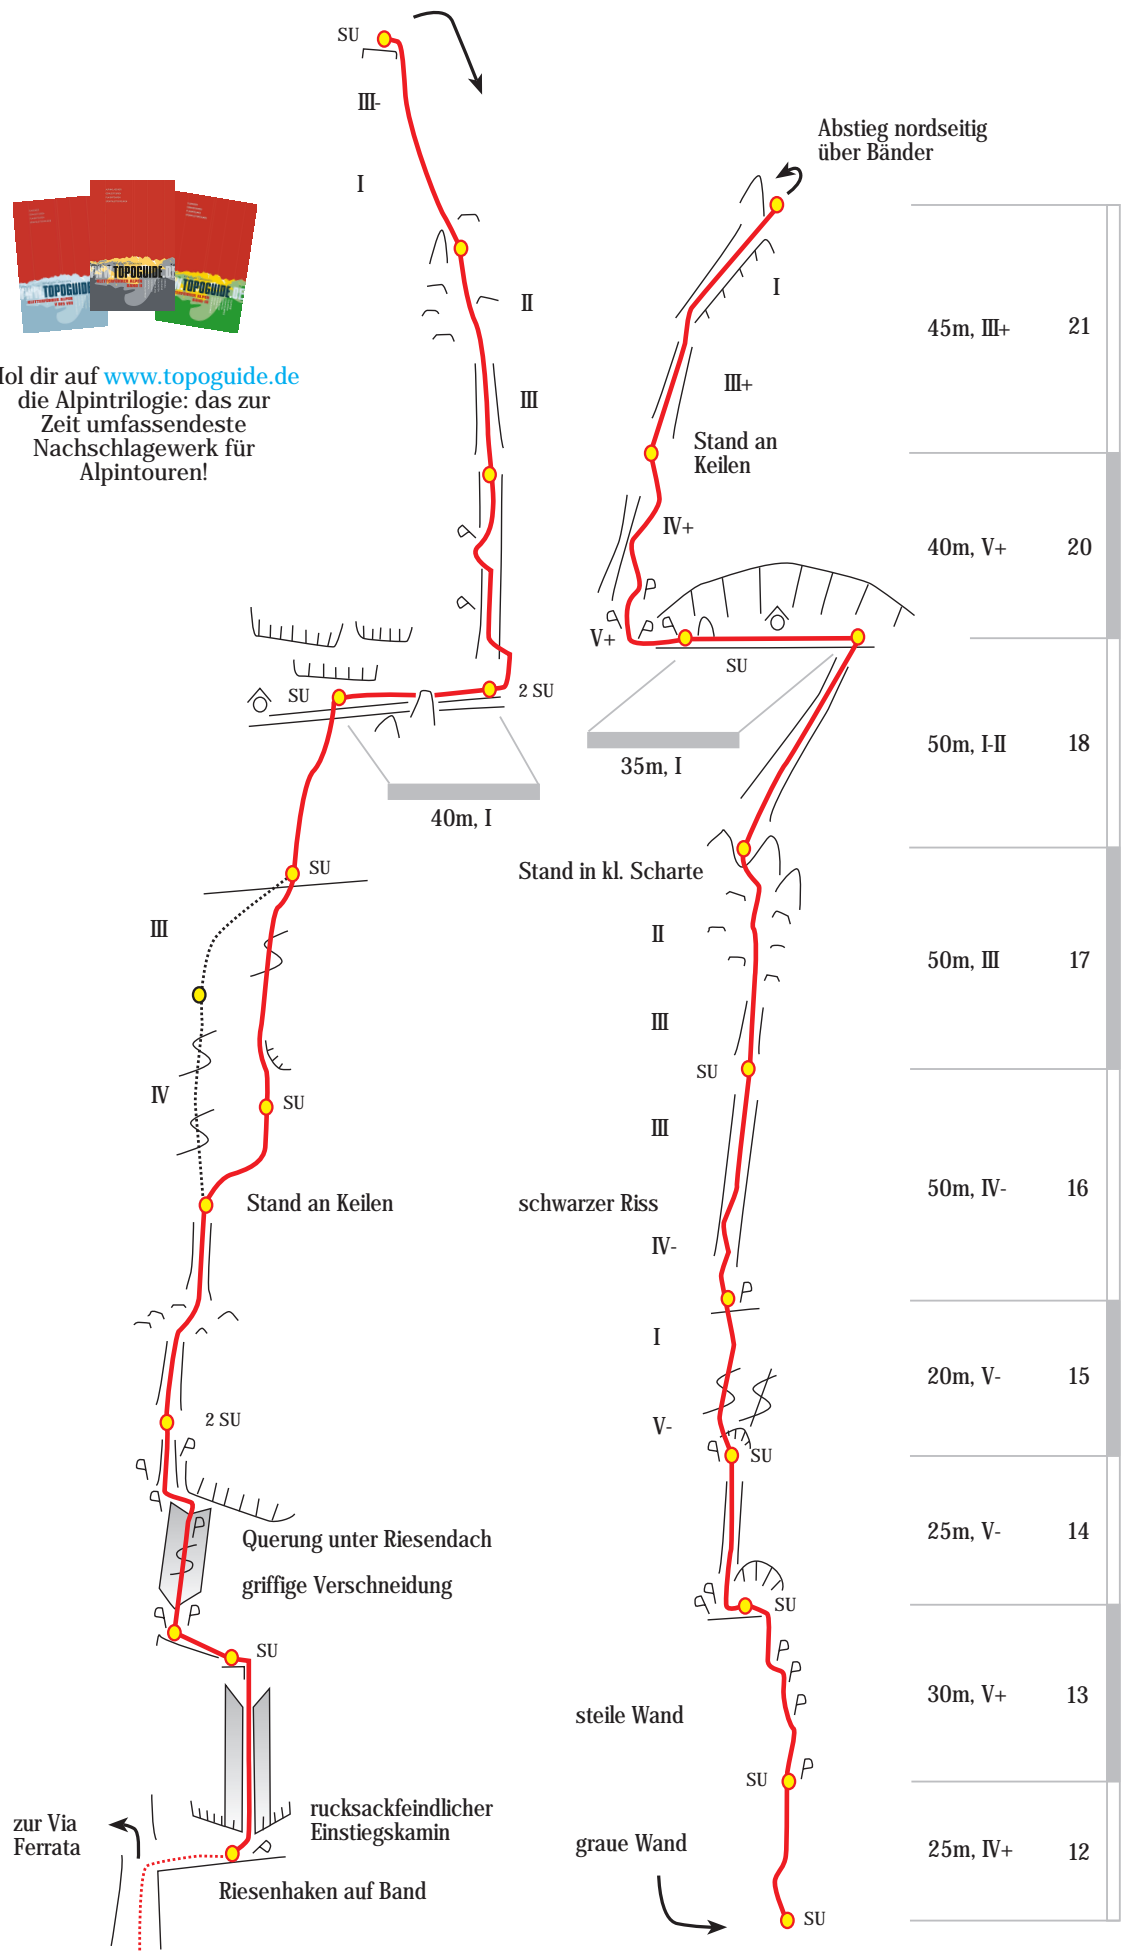 SU
III-
I
II
III
TOPOGUIDE
TOPOGUIDE
TOPOGUIDE
Hol dir auf www.topoguide.de
die Alpintrilogie: das zur
Zeit umfassendeste
Nachschlagewerk für
Alpintouren!
SU
2 SU
40m, I
SU
III
IV
SU
Stand an Keilen
2 SU
Querung unter Riesendach
griffige Verschneidung
SU
rucksackfeindlicher
Einstiegskamin
zur Via
Ferrata
Riesenhaken auf Band
Abstieg nordseitig
über Bänder
I
III+
Stand an
Keilen
IV+
V+
SU
35m, I
Stand in kl. Scharte
II
III
SU
III
schwarzer Riss
IV-
I
V-
SU
SU
steile Wand
SU
graue Wand
SU
45m, III+ 21
40m, V+ 20
50m, I-II 18
50m, III 17
50m, IV- 16
20m, V- 15
25m, V- 14
30m, V+ 13
25m, IV+ 12